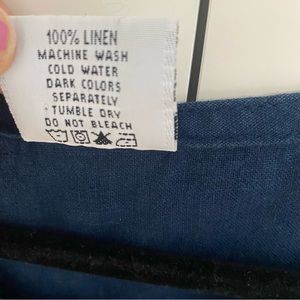 100% LINEN
MACHINE WASH
COLD WATER
DARK COLORS
SEPARATELY
TUMBLE DRY
DO NOT BLEACH